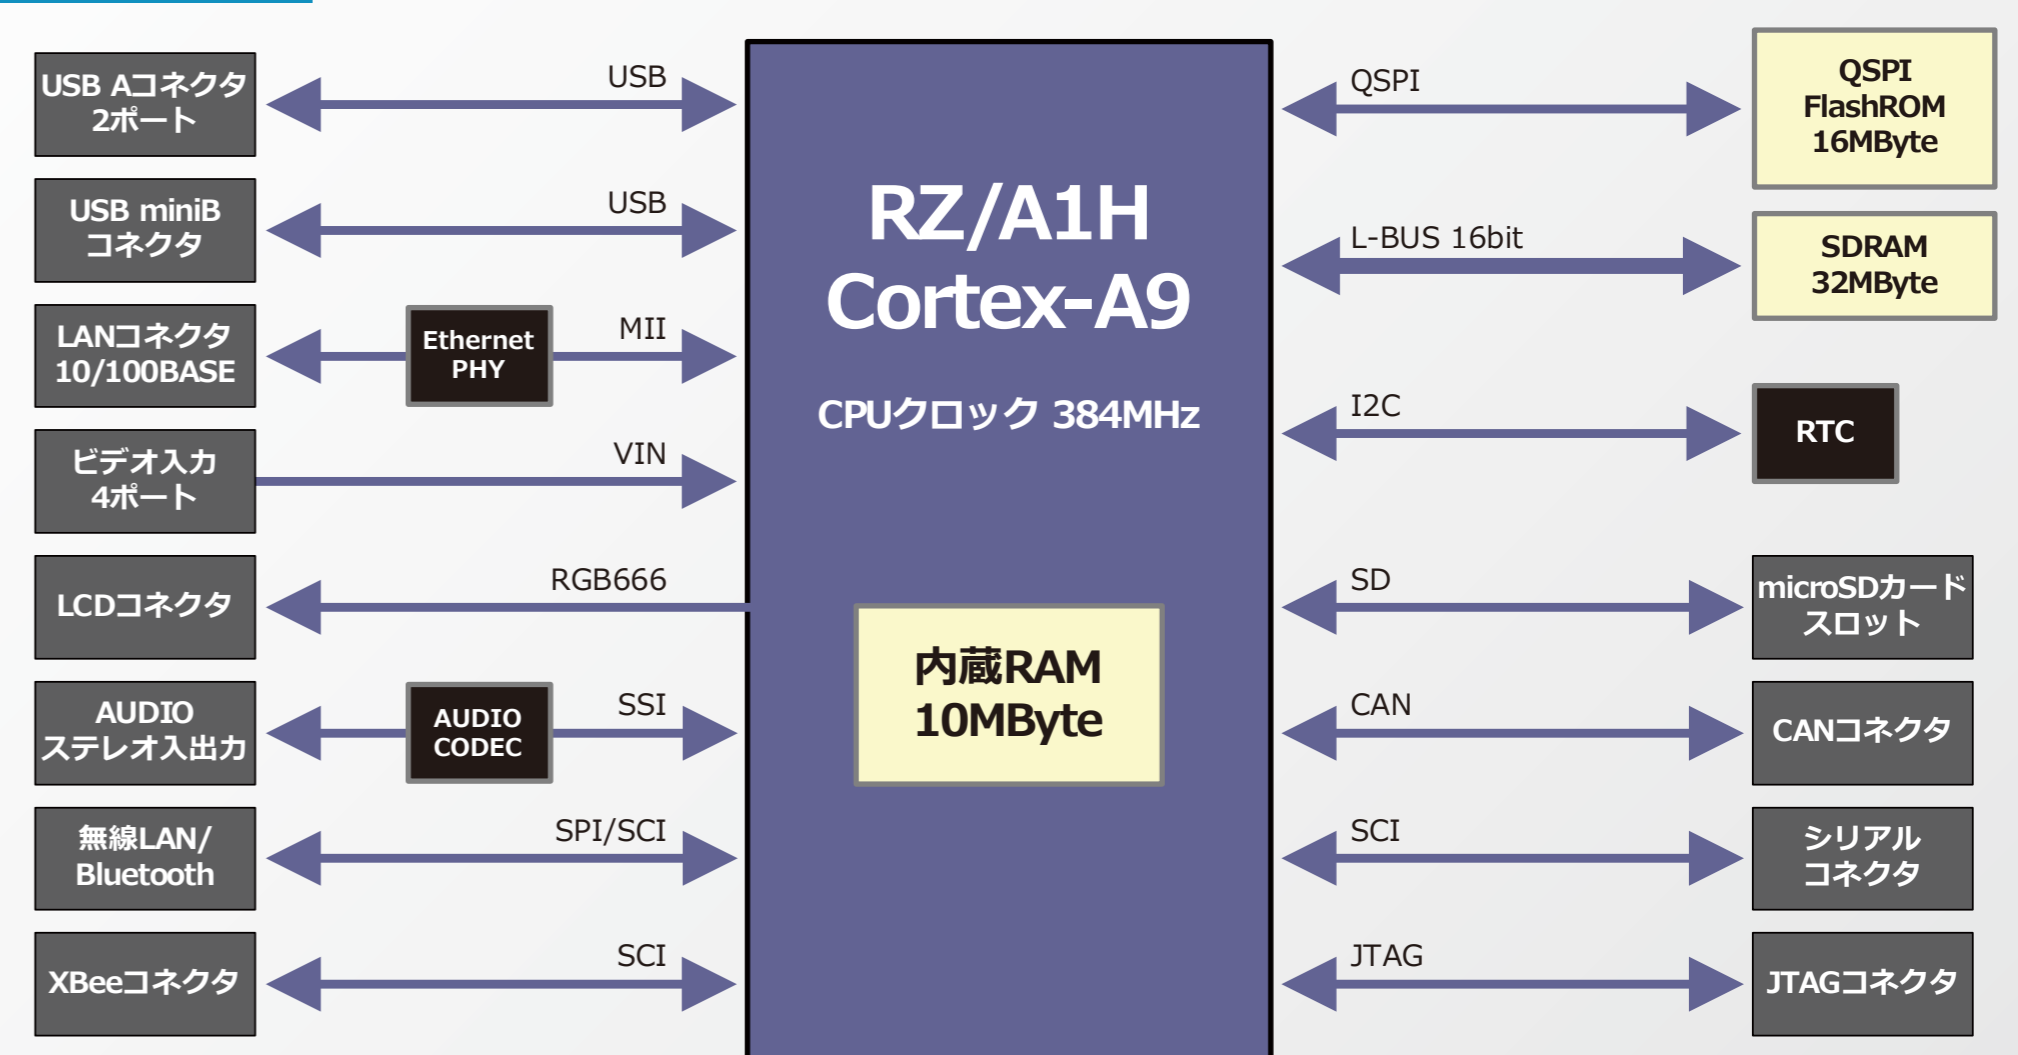 USB Aコネクタ
2ポート
USB
USB miniB
コネクタ
USB
LANコネクタ
10/100BASE
Ethernet
PHY
MII
ビデオ入力
4ポート
VIN
LCDコネクタ
RGB666
AUDIO
ステレオ入出力
AUDIO
CODEC
SSI
無線LAN/
Bluetooth
SPI/SCI
XBeeコネクタ
SCI
RZ/A1H
Cortex-A9
CPUクロック 384MHz
内蔵RAM
10MByte
QSPI
QSPI
FlashROM
16MByte
L-BUS 16bit
SDRAM
32MByte
I2C
RTC
SD
microSDカード
スロット
CAN
CANコネクタ
SCI
シリアル
コネクタ
JTAG
JTAGコネクタ